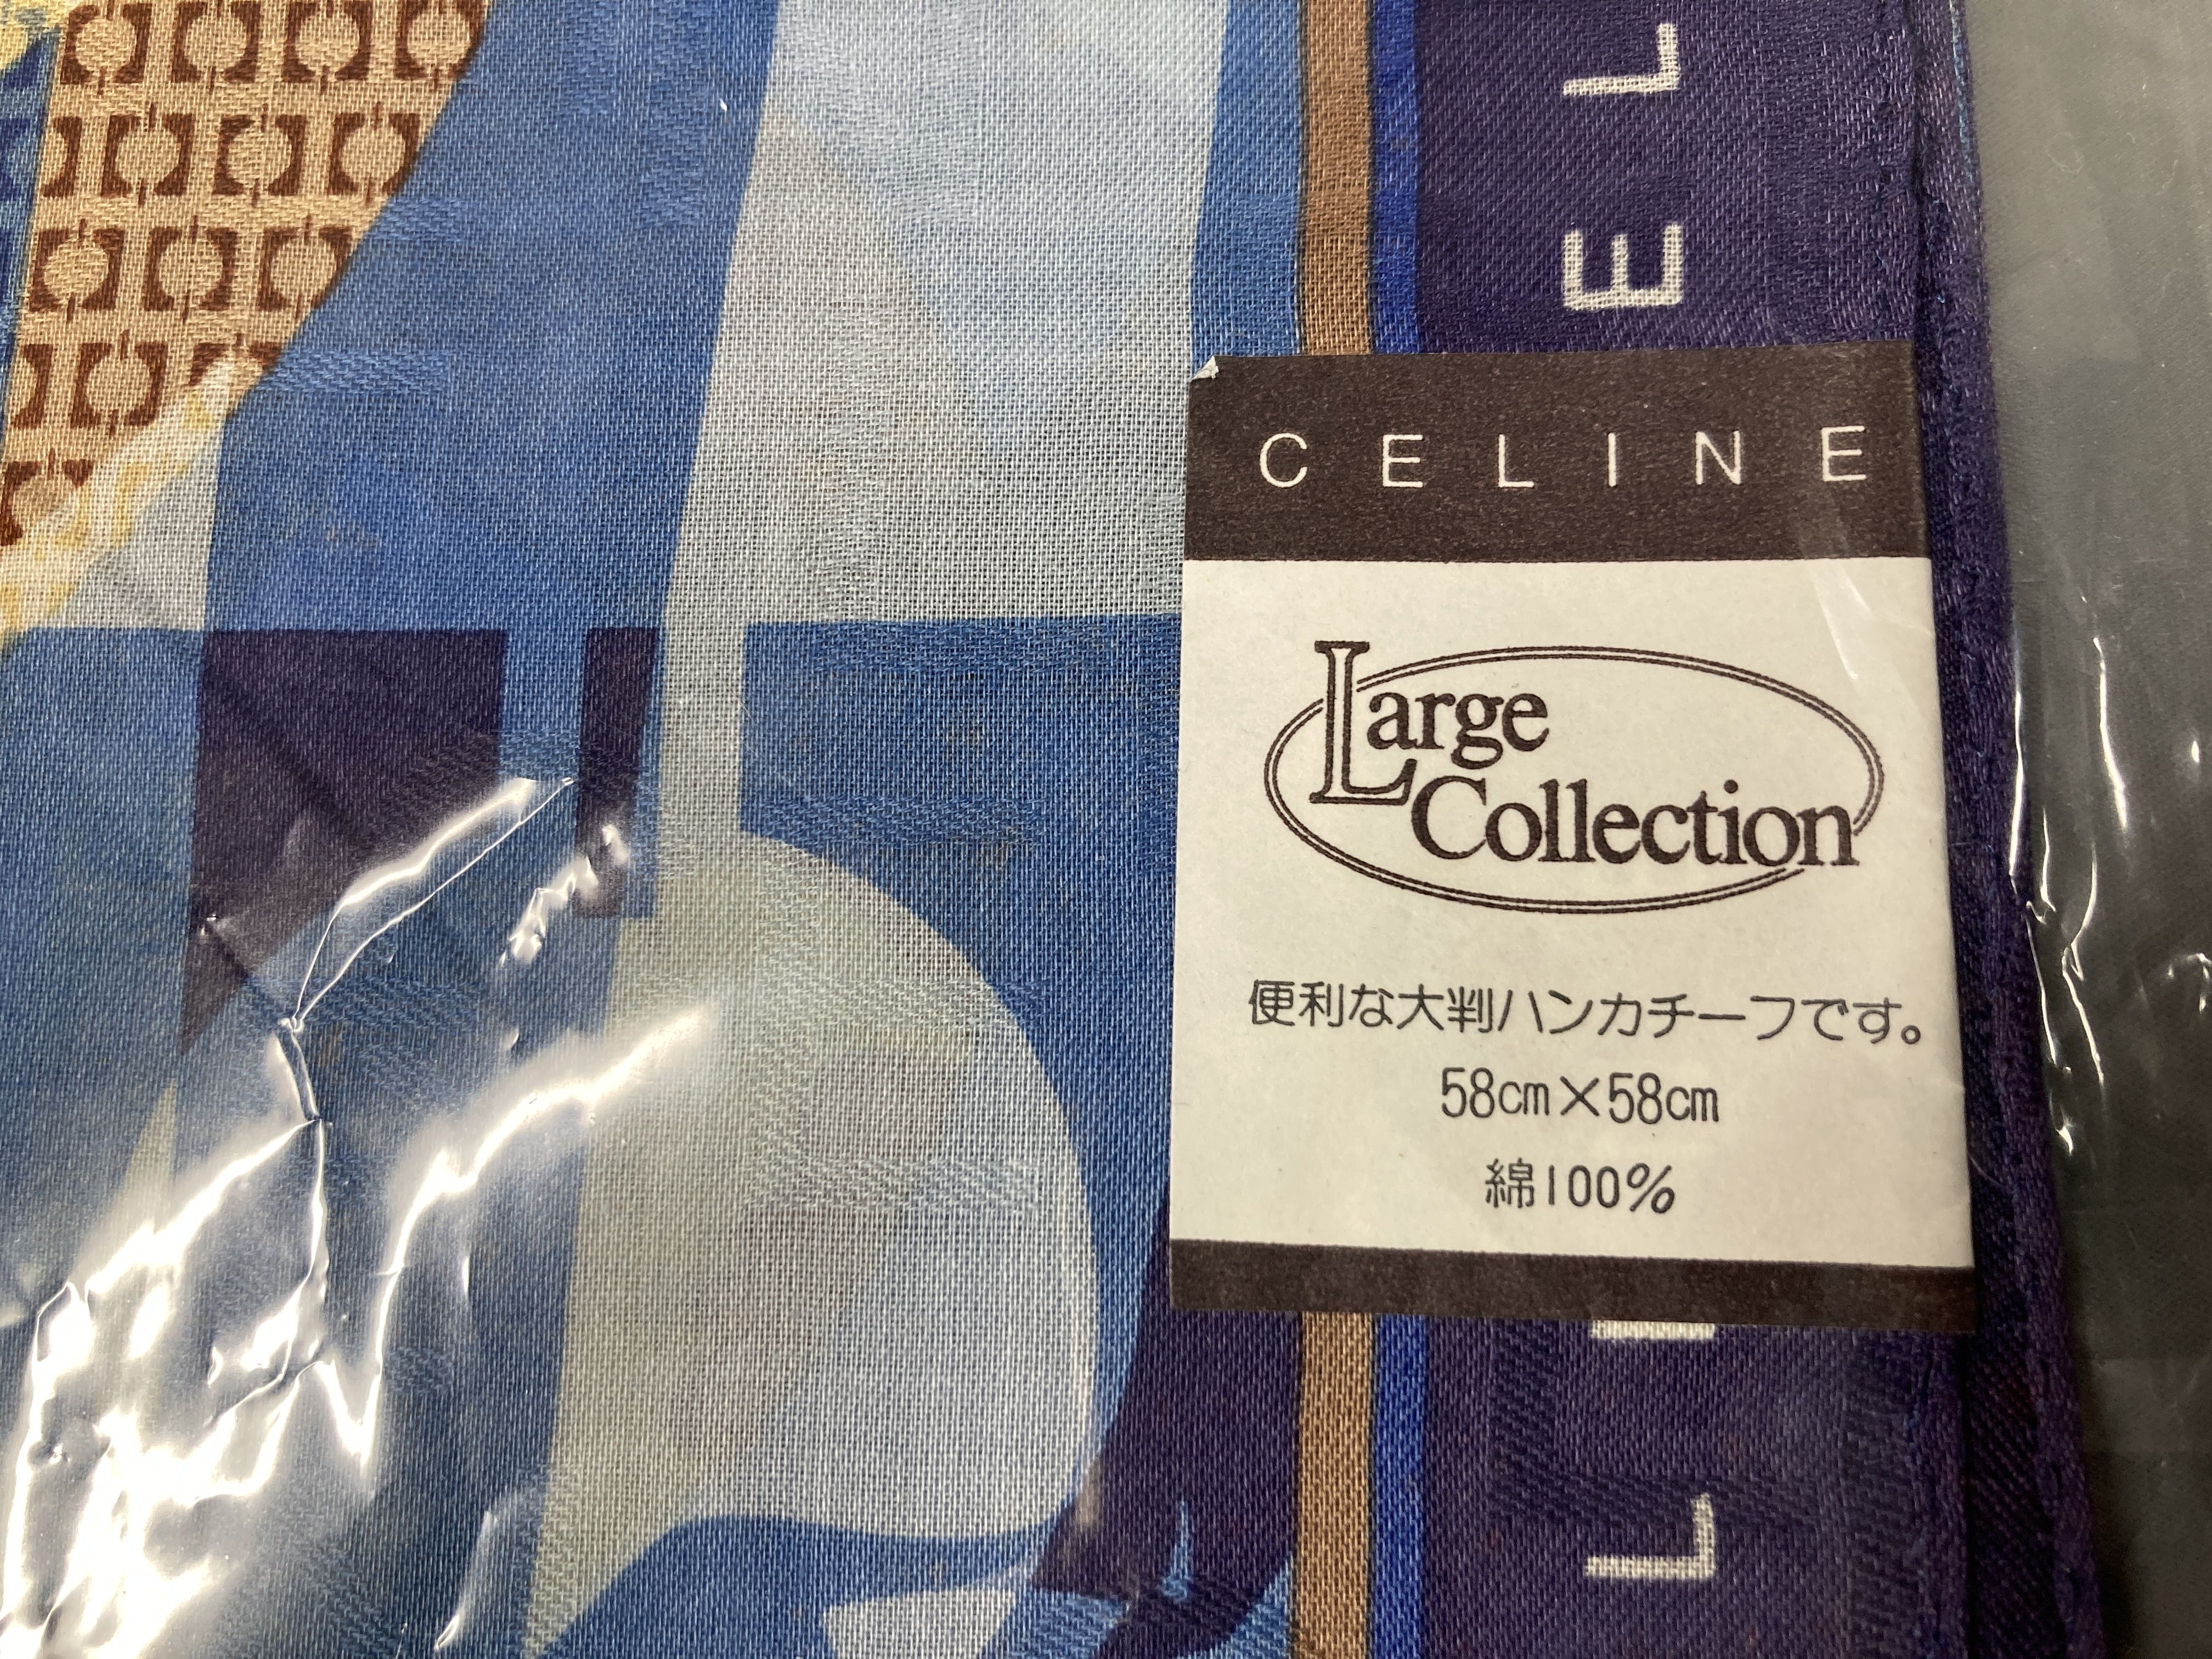 L
E
CELINE
Large
Collection
便利な大判ハンカチーフです。
58cm×58cm
綿100%
L